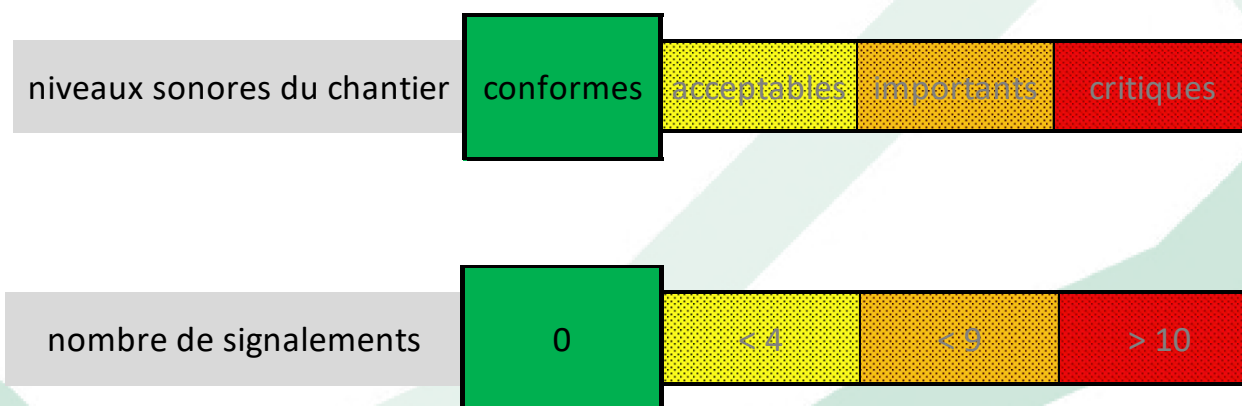 niveaux sonores du chantier conformes acceptables importants critiques
nombre de signalements 0 < 4 < 9 > 10